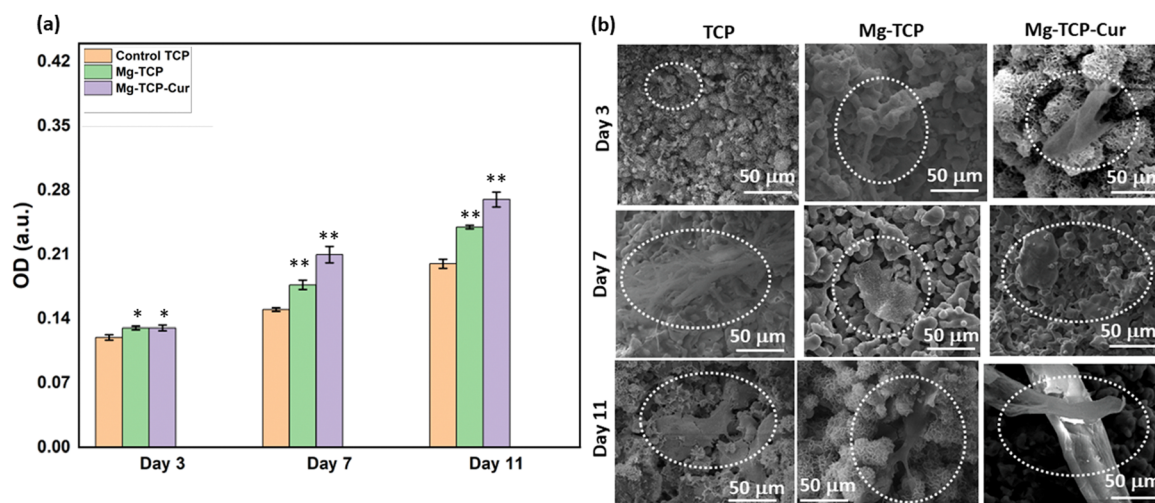 (a)
0.42
0.35
0.28
0.21
0.14
0.07
0.00
OD (a.u.)
Control TCP
Mg-TCP
Mg-TCP-Cur
* *
** **
** **
Day 3 Day 7 Day 11
(b)
TCP Mg-TCP Mg-TCP-Cur
Day 3
50 µm 50 µm 50 µm
Day 7
50 µm 50 µm 50 µm
Day 11
50 µm 50 µm 50 µm